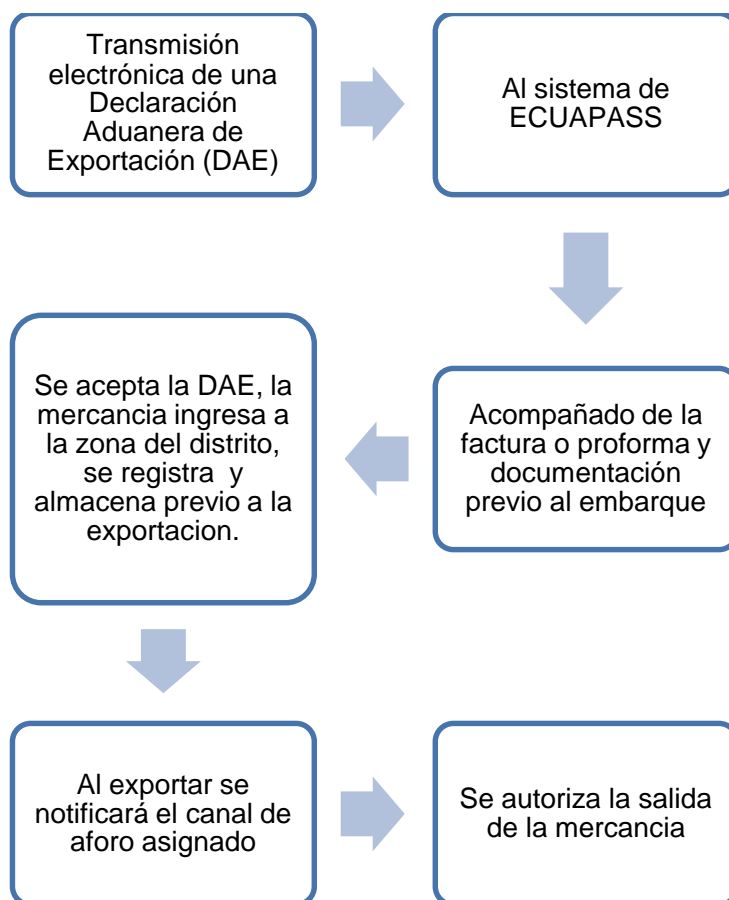 Transmisión
electrónica de una
Declaración
Aduanera de
Exportación (DAE)
Al sistema de
ECUAPASS
Acompañado de la
factura o proforma y
documentación
previo al embarque
Se acepta la DAE, la
mercancia ingresa a
la zona del distrito,
se registra y
almacena previo a la
exportacion.
Al exportar se
notificará el canal de
aforo asignado
Se autoriza la salida
de la mercancia